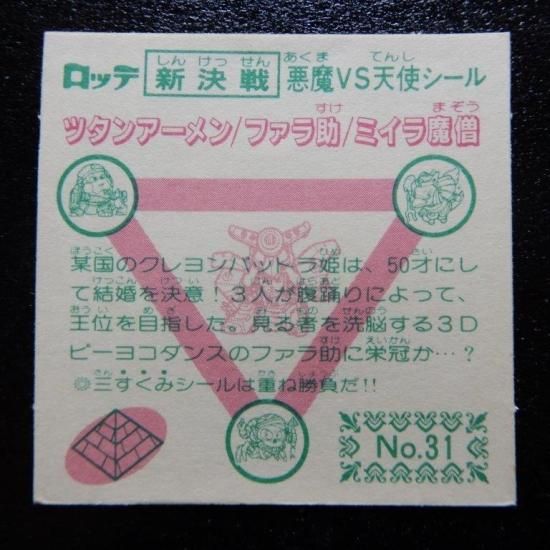 ロッテ 新決戦 悪魔VS天使シール
ツタンアーメン/ファラ助/ミイラ魔僧
某国のクレヨンパットラ姫は、50才にし
て結婚を決意!3人が腹踊りによって、
王位を目指した。見る者を洗脳する3D
ピーヨコダンスのファラ助に栄冠か…?
◎三すくみシールは重ね勝負だ!!
No.31